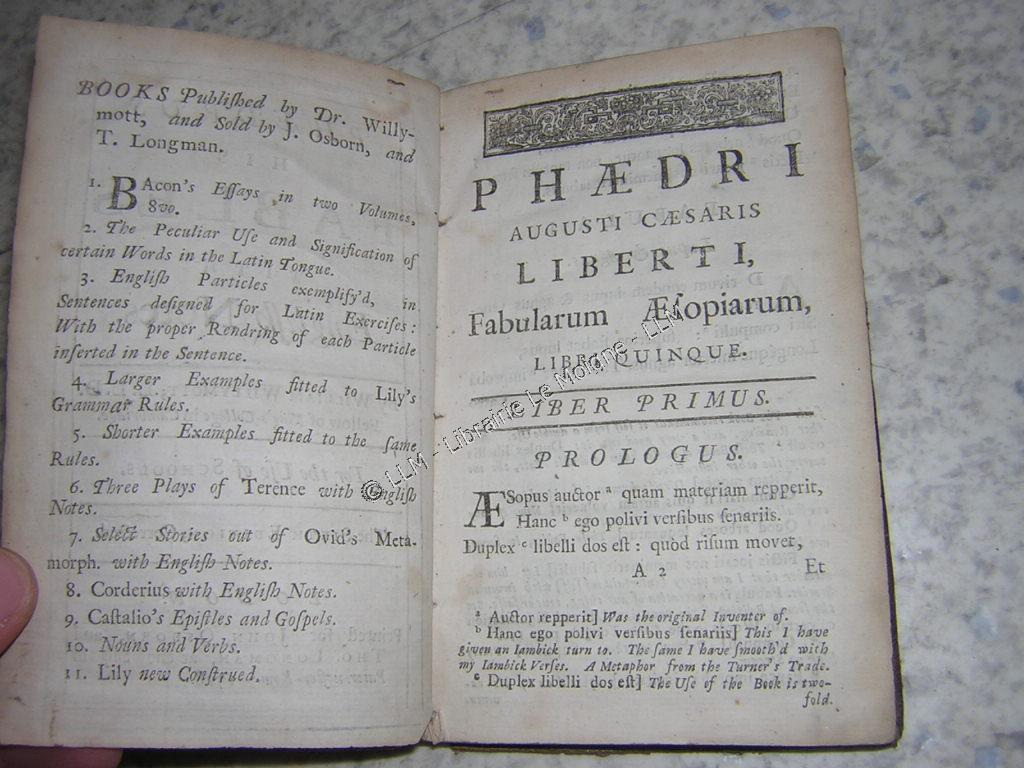 BOOKS Publiſhed by Dr. Willy-
mott, and Sold by J. Osborn, and
T. Longman.
1. BAcon's Eſſays in two Volumes,
8vo.
2. The Peculiar Uſe and Signification of
certain Words in the Latin Tongue.
3. Engliſh Particles exemplify'd, in
Sentences deſigned for Latin Exerciſes:
With the proper Rendring of each Particle
inſerted in the Sentence.
4. Larger Examples fitted to Lily's
Grammar Rules.
5. Shorter Examples fitted to the ſame
Rules.
6. Three Plays of Terence with Engliſh
Notes.
7. Select Stories out of Ovid's Meta-
morph. with Engliſh Notes.
8. Corderius with Engliſh Notes.
9. Caſtalio's Epiſtles and Goſpels.
10. Nouns and Verbs.
11. Lily new Conſtrued.
PHÆDRI
AUGUSTI CÆSARIS
LIBERTI,
Fabularum Æſopiarum,
LIBRI QUINQUE.
LIBER PRIMUS.
PROLOGUS.
ÆSopus auctor a quam materiam repperit,
Hanc b ego polivi verſibus ſenariis.
Duplex c libelli dos eſt: quòd riſum movet,
A 2 Et
a Auctor repperit] Was the original Inventer of.
b Hanc ego polivi verſibus ſenariis] This I have
given an Iambick turn to. The ſame I have ſmooth'd with
my Iambick Verſes. A Metaphor from the Turner's Trade.
c Duplex libelli dos eſt] The Uſe of the Book is two-
fold.
© LLM - Librairie Le Moigne - LLM